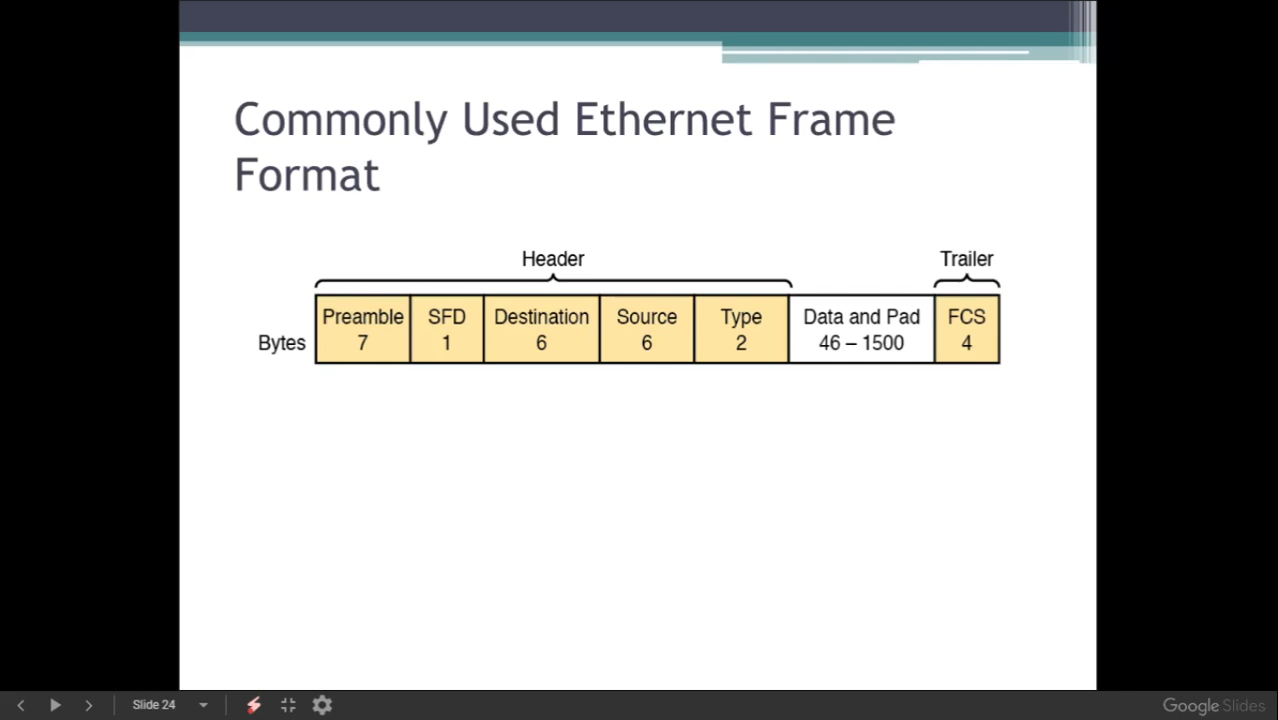 Commonly Used Ethernet Frame
Format
Header
Trailer
Preamble SFD Destination Source Type Data and Pad FCS
Bytes 7 1 6 6 2 46 – 1500 4
Slide 24
Google Slides